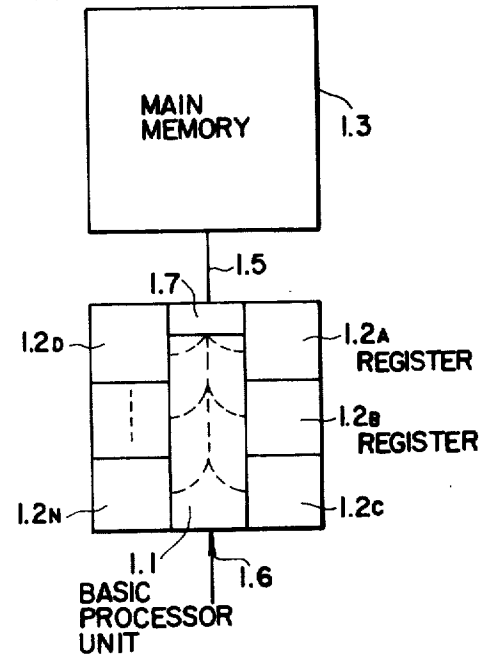 MAIN
MEMORY
1.3
1.5
1.7
1.2D
1.2A
REGISTER
1.2B
REGISTER
1.2N
1.2C
1.1
1.6
BASIC
PROCESSOR
UNIT